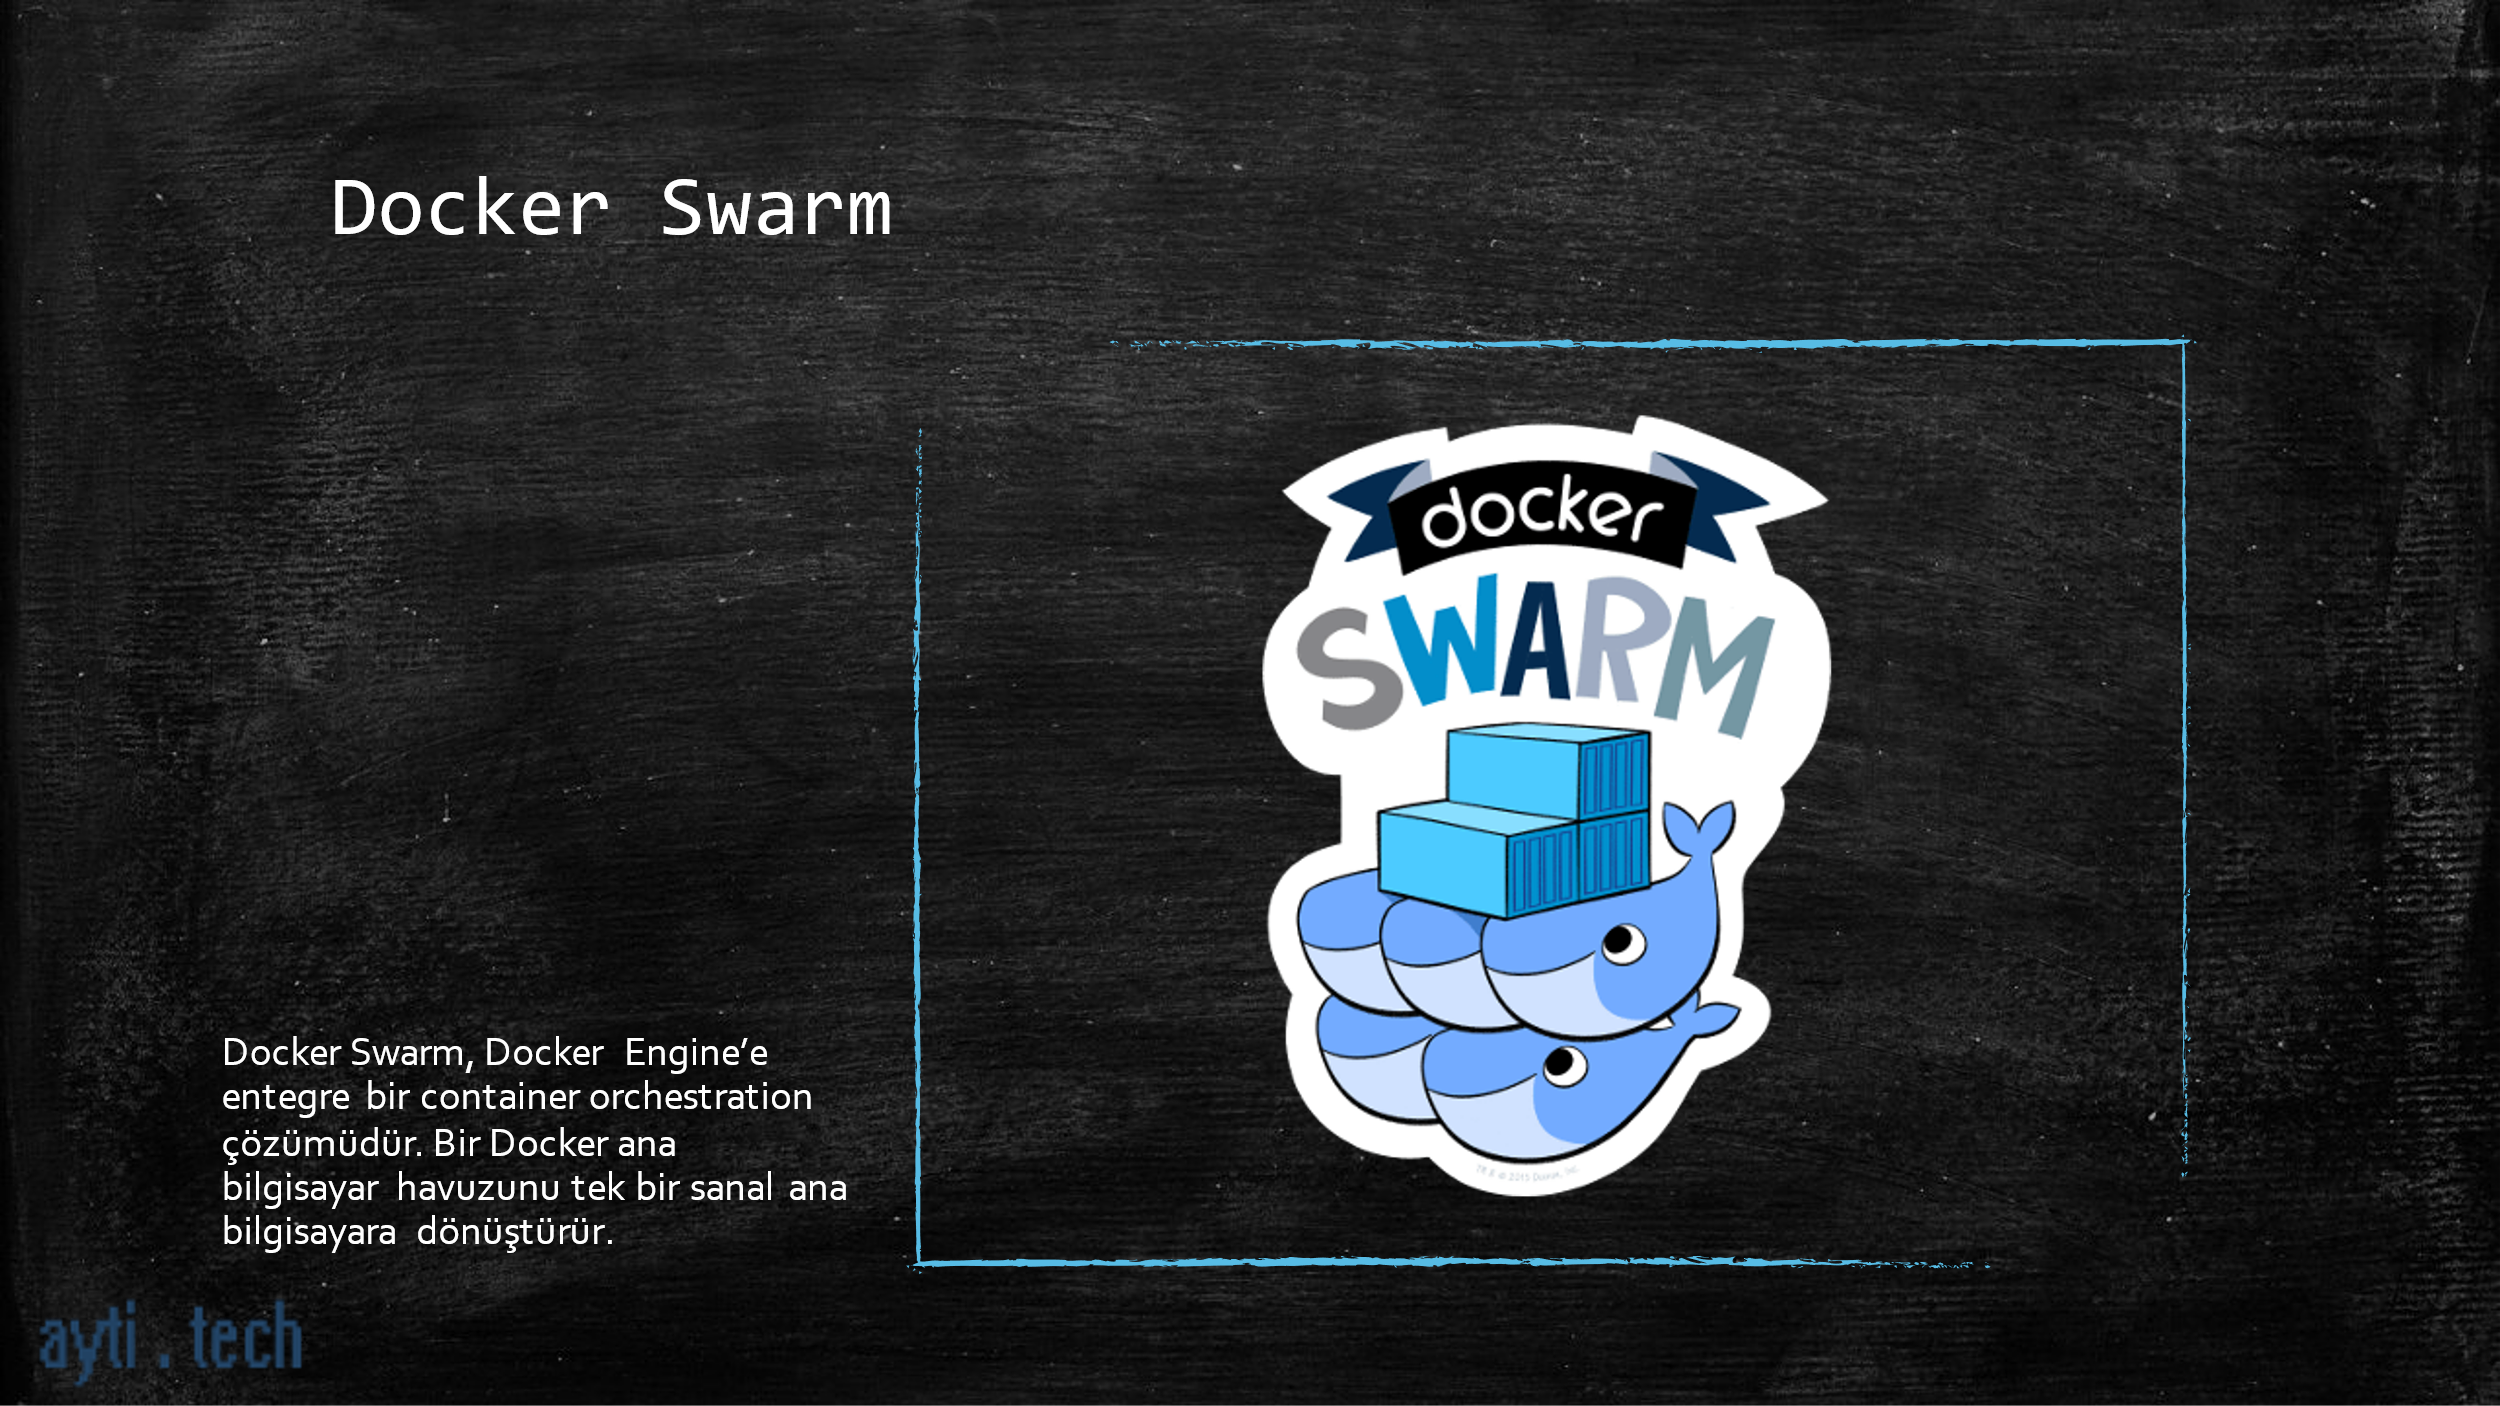 Docker Swarm
docker
SWARM
Docker Swarm, Docker Engine’e
entegre bir container orchestration
çözümüdür. Bir Docker ana
bilgisayar havuzunu tek bir sanal ana
bilgisayara dönüştürür.
ayti . tech